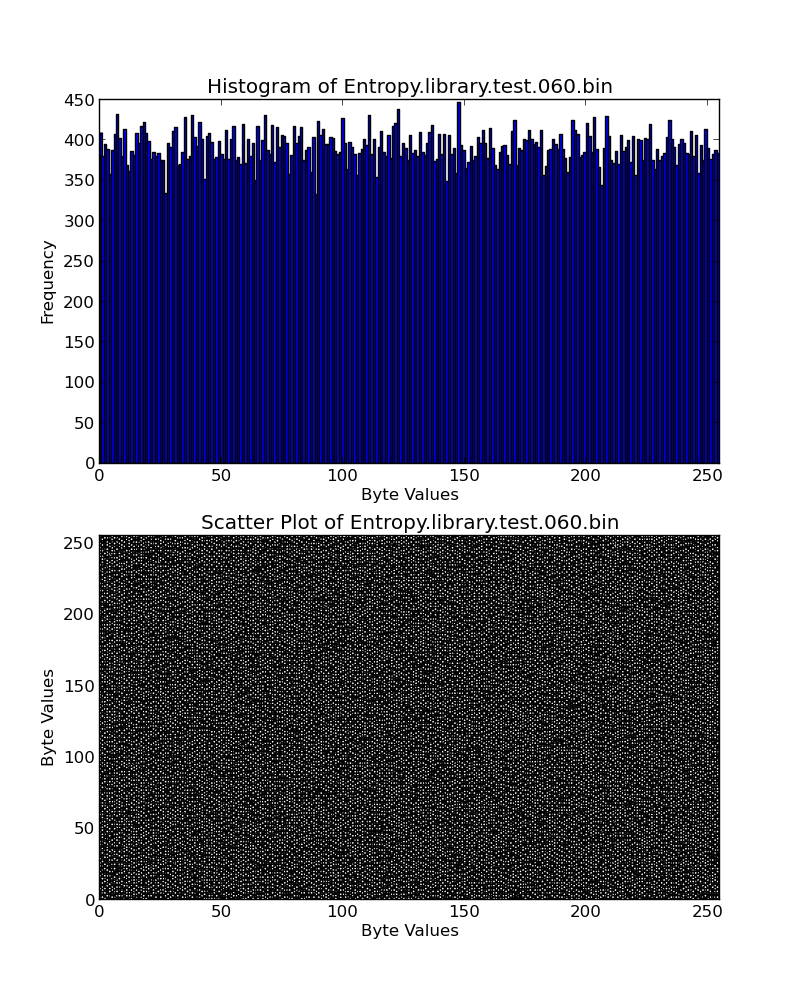 Histogram of Entropy.library.test.060.bin
450
400
350
300
250
200
150
100
50
0
Frequency
0 50 100 150 200 250
Byte Values
Scatter Plot of Entropy.library.test.060.bin
250
200
150
100
50
0
Byte Values
0 50 100 150 200 250
Byte Values